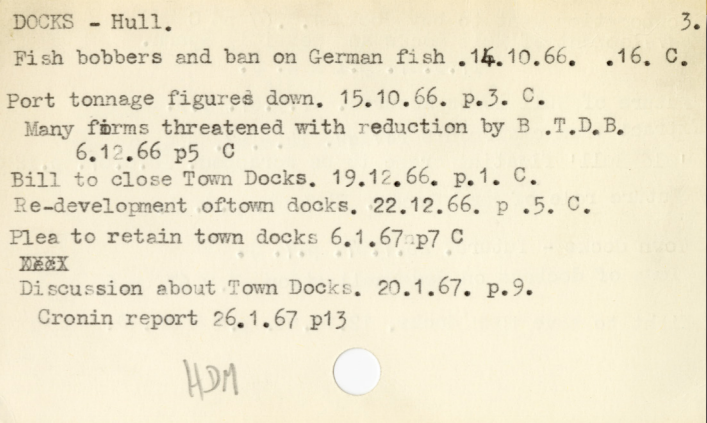 DOCKS - Hull. 3.
Fish bobbers and ban on German fish .14.10.66. .16. C.
Port tonnage figures down. 15.10.66. p.3. C.
Many firms threatened with reduction by B .T.D.B.
6.12.66 p5 C
Bill to close Town Docks. 19.12.66. p.1. C.
Re-development oftown docks. 22.12.66. p .5. C.
Plea to retain town docks 6.1.67 p7 C
Discussion about Town Docks. 20.1.67. p.9.
Cronin report 26.1.67 p13
HDM